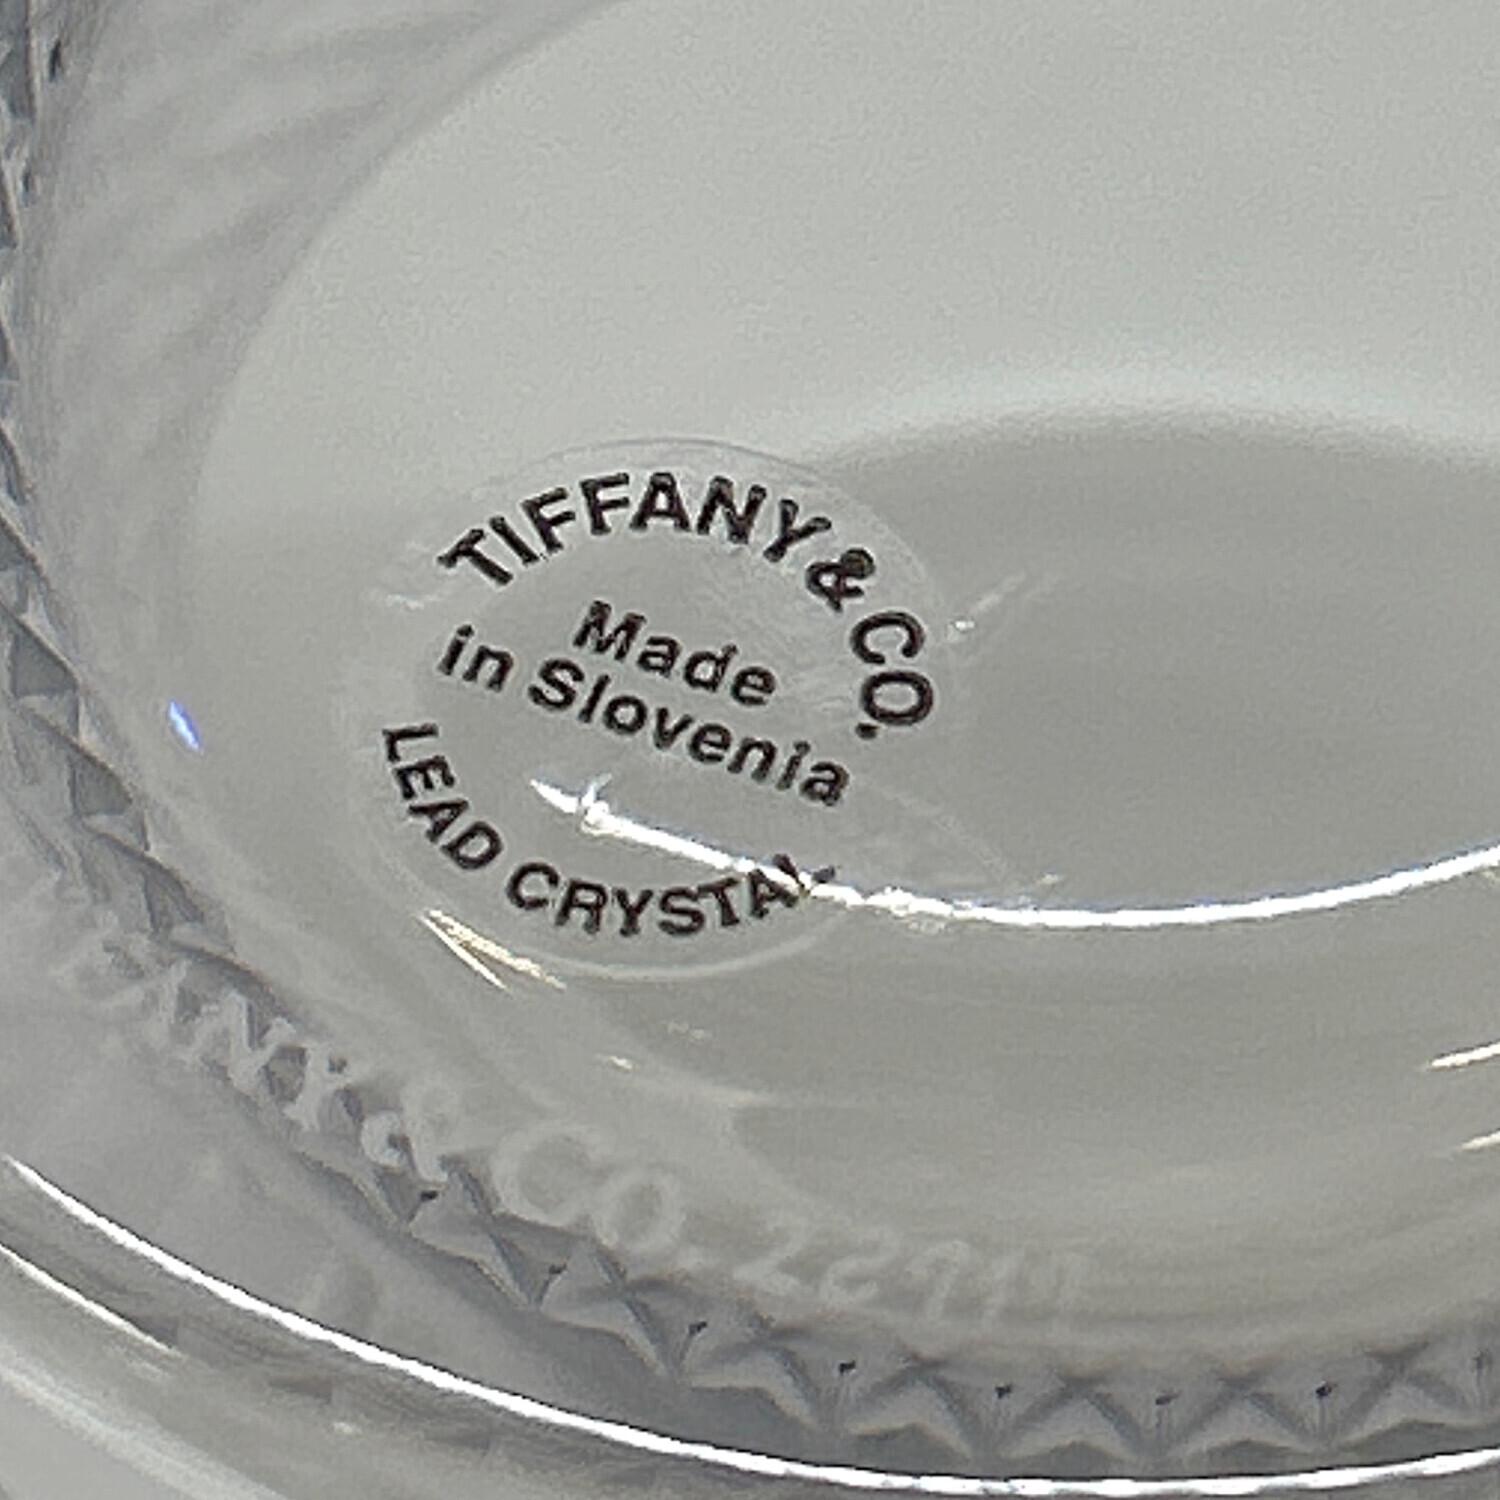 TIFFANY & CO.
Made
in Slovenia
LEAD CRYSTAL